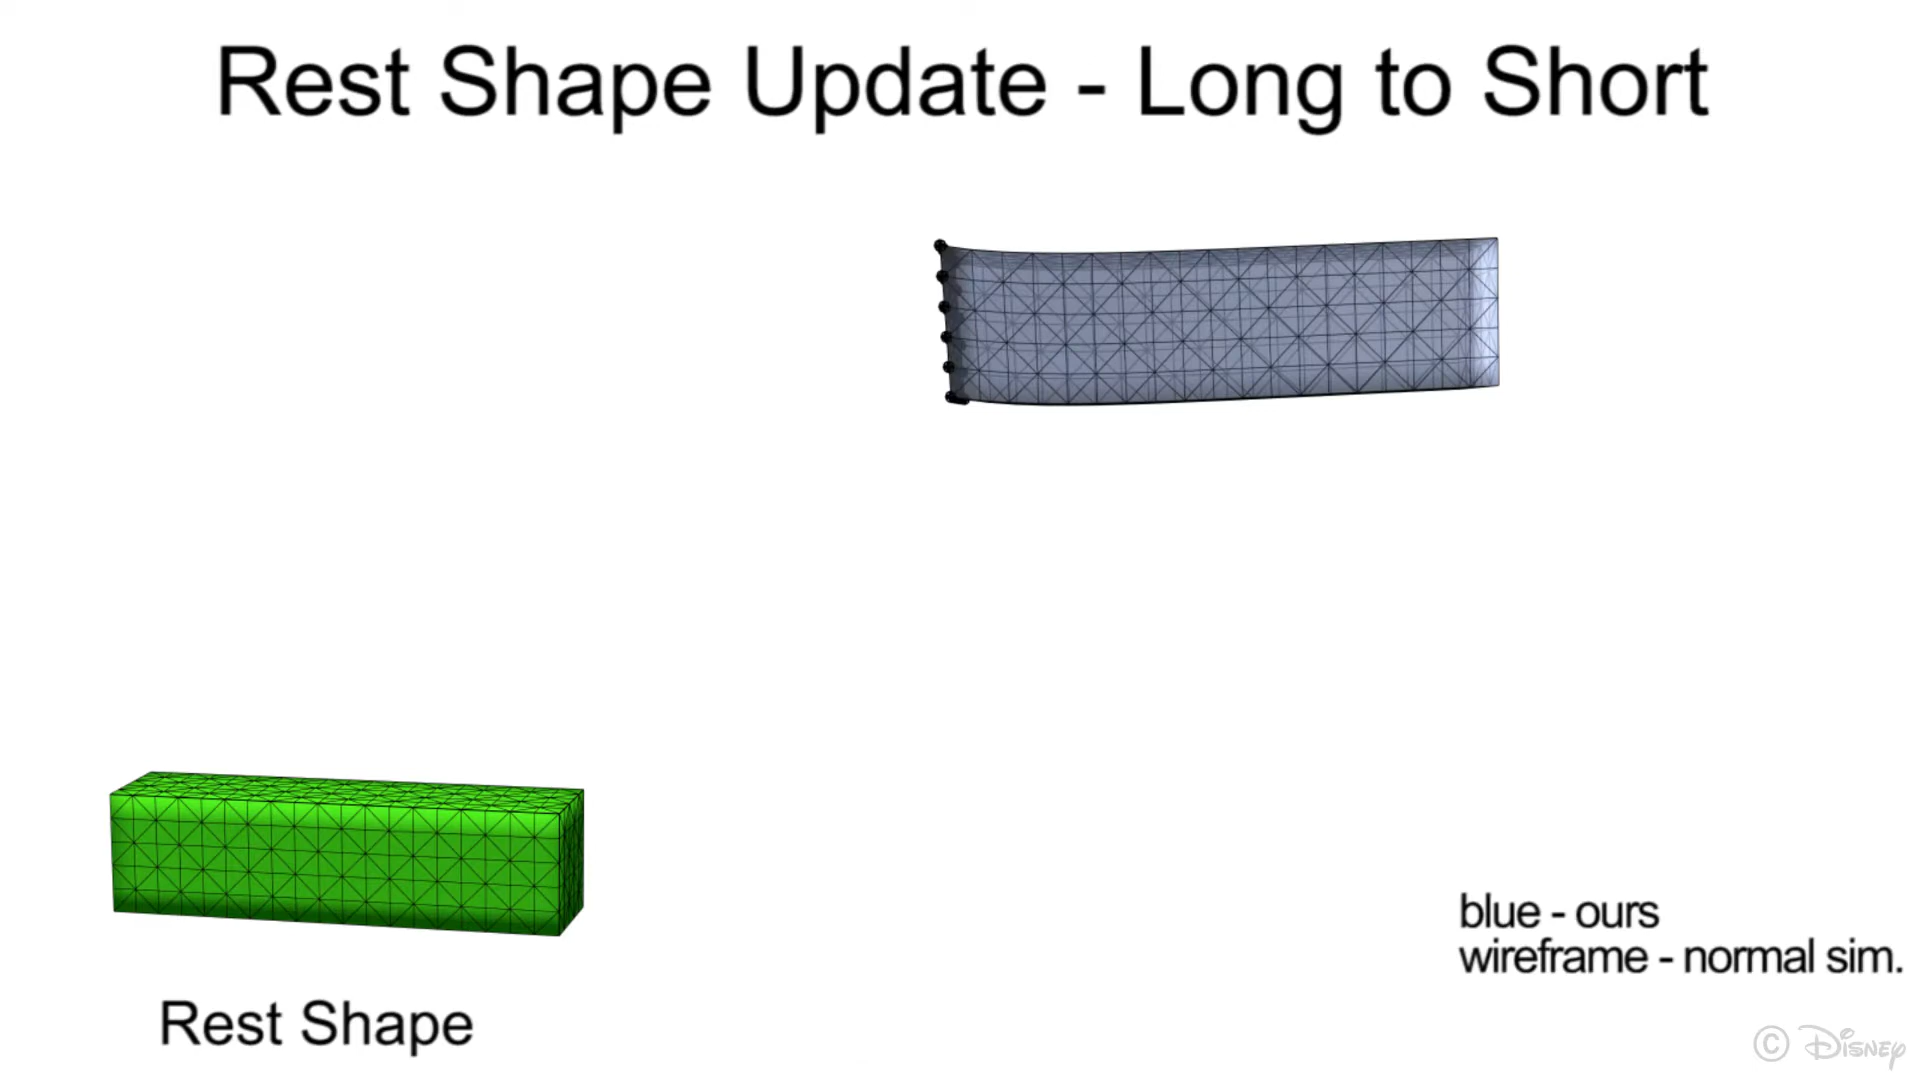 Rest Shape Update - Long to Short
blue - ours
wireframe - normal sim.
Rest Shape
© Disney